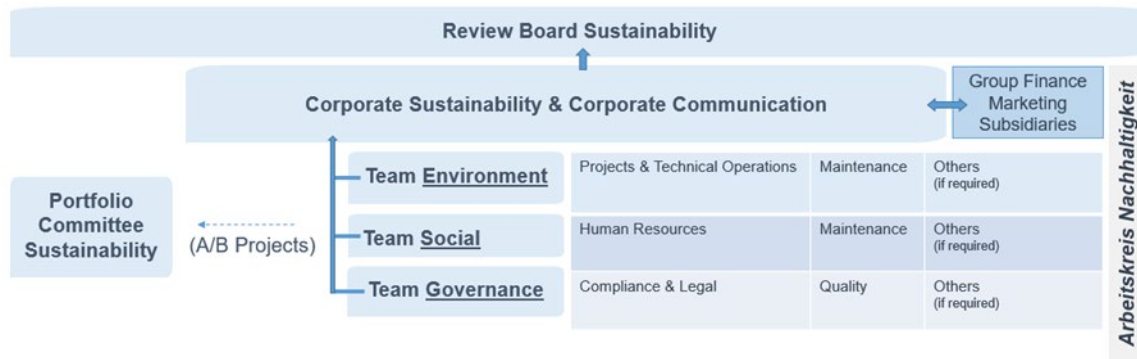 Review Board Sustainability
Corporate Sustainability & Corporate Communication
Group Finance
Marketing
Subsidiaries
Arbeitskreis Nachhaltigkeit
Portfolio
Committee
Sustainability
(A/B Projects)
Team Environment
Projects & Technical Operations
Maintenance
Others
(if required)
Team Social
Human Resources
Maintenance
Others
(if required)
Team Governance
Compliance & Legal
Quality
Others
(if required)